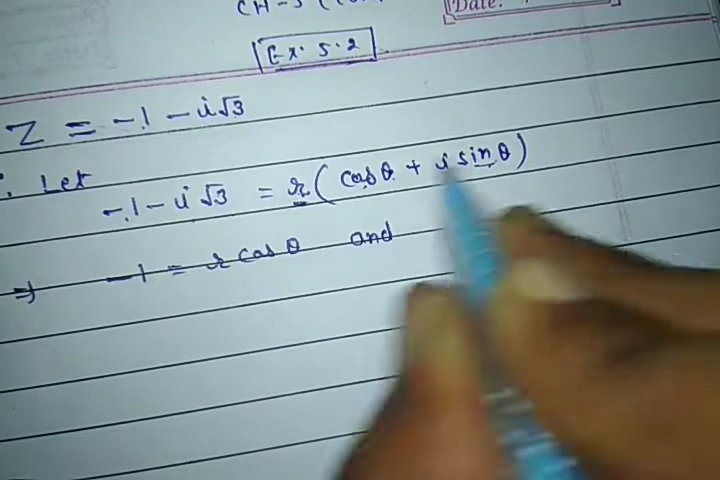 CH-5
Date:
Ex. 5.2
Z = -1 - i√3
Let
-1 - i√3 = r (cosθ + i sinθ)
⇒ -1 = r cosθ and